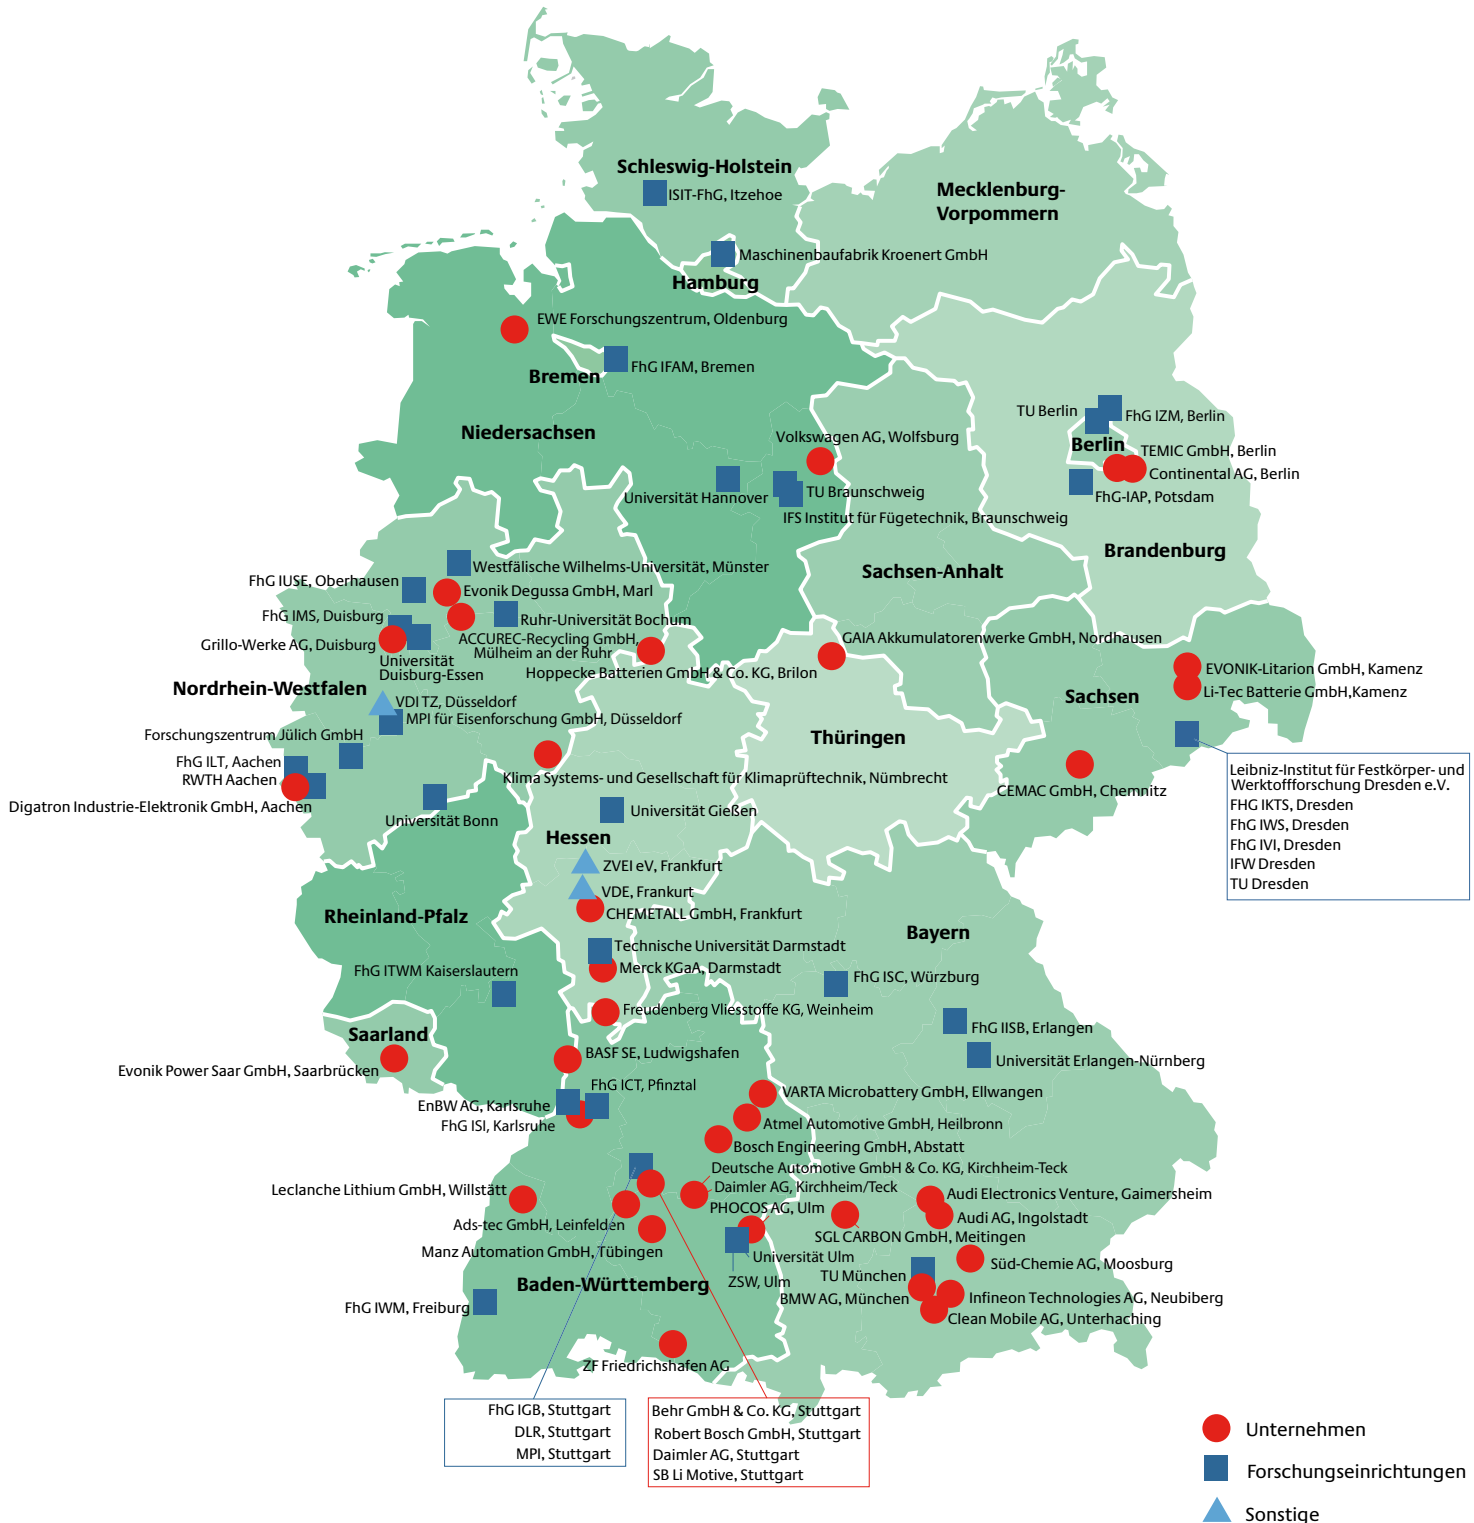 Schleswig-Holstein
ISIT-FhG, Itzehoe
Mecklenburg-
Vorpommern
Maschinenbaufabrik Kroenert GmbH
Hamburg
EWE Forschungszentrum, Oldenburg
FhG IFAM, Bremen
Bremen
Niedersachsen
TU Berlin
FhG IZM, Berlin
Berlin
TEMIC GmbH, Berlin
Continental AG, Berlin
FhG-IAP, Potsdam
Volkswagen AG, Wolfsburg
Universität Hannover
TU Braunschweig
IFS Institut für Fügetechnik, Braunschweig
Brandenburg
Sachsen-Anhalt
Westfälische Wilhelms-Universität, Münster
FhG IUSE, Oberhausen
Evonik Degussa GmbH, Marl
FhG IMS, Duisburg
Ruhr-Universität Bochum
Grillo-Werke AG, Duisburg
ACCUREC-Recycling GmbH,
Mülheim an der Ruhr
Universität
Duisburg-Essen
Hoppecke Batterien GmbH & Co. KG, Brilon
GAIA Akkumulatorenwerke GmbH, Nordhausen
EVONIK-Litarion GmbH, Kamenz
Li-Tec Batterie GmbH,Kamenz
Sachsen
Nordrhein-Westfalen
VDI TZ, Düsseldorf
MPI für Eisenforschung GmbH, Düsseldorf
Forschungszentrum Jülich GmbH
Thüringen
FhG ILT, Aachen
RWTH Aachen
Digatron Industrie-Elektronik GmbH, Aachen
Klima Systems- und Gesellschaft für Klimaprüftechnik, Nümbrecht
CEMAC GmbH, Chemnitz
Leibniz-Institut für Festkörper- und
Werktoffforschung Dresden e.V.
FHG IKTS, Dresden
FhG IWS, Dresden
FhG IVI, Dresden
IFW Dresden
TU Dresden
Universität Bonn
Universität Gießen
Hessen
ZVEI eV, Frankfurt
VDE, Frankurt
CHEMETALL GmbH, Frankfurt
Rheinland-Pfalz
Bayern
Technische Universität Darmstadt
Merck KGaA, Darmstadt
FhG ITWM Kaiserslautern
FhG ISC, Würzburg
Freudenberg Vliesstoffe KG, Weinheim
FhG IISB, Erlangen
Saarland
BASF SE, Ludwigshafen
Universität Erlangen-Nürnberg
Evonik Power Saar GmbH, Saarbrücken
FhG ICT, Pfinztal
VARTA Microbattery GmbH, Ellwangen
EnBW AG, Karlsruhe
FhG ISI, Karlsruhe
Atmel Automotive GmbH, Heilbronn
Bosch Engineering GmbH, Abstatt
Deutsche Automotive GmbH & Co. KG, Kirchheim-Teck
Daimler AG, Kirchheim/Teck
Leclanche Lithium GmbH, Willstätt
PHOCOS AG, Ulm
Audi Electronics Venture, Gaimersheim
Audi AG, Ingolstadt
Ads-tec GmbH, Leinfelden
SGL CARBON GmbH, Meitingen
Manz Automation GmbH, Tübingen
Universität Ulm
Süd-Chemie AG, Moosburg
ZSW, Ulm
TU München
Baden-Württemberg
BMW AG, München
Infineon Technologies AG, Neubiberg
FhG IWM, Freiburg
Clean Mobile AG, Unterhaching
ZF Friedrichshafen AG
FhG IGB, Stuttgart
DLR, Stuttgart
MPI, Stuttgart
Behr GmbH & Co. KG, Stuttgart
Robert Bosch GmbH, Stuttgart
Daimler AG, Stuttgart
SB Li Motive, Stuttgart
Unternehmen
Forschungseinrichtungen
Sonstige